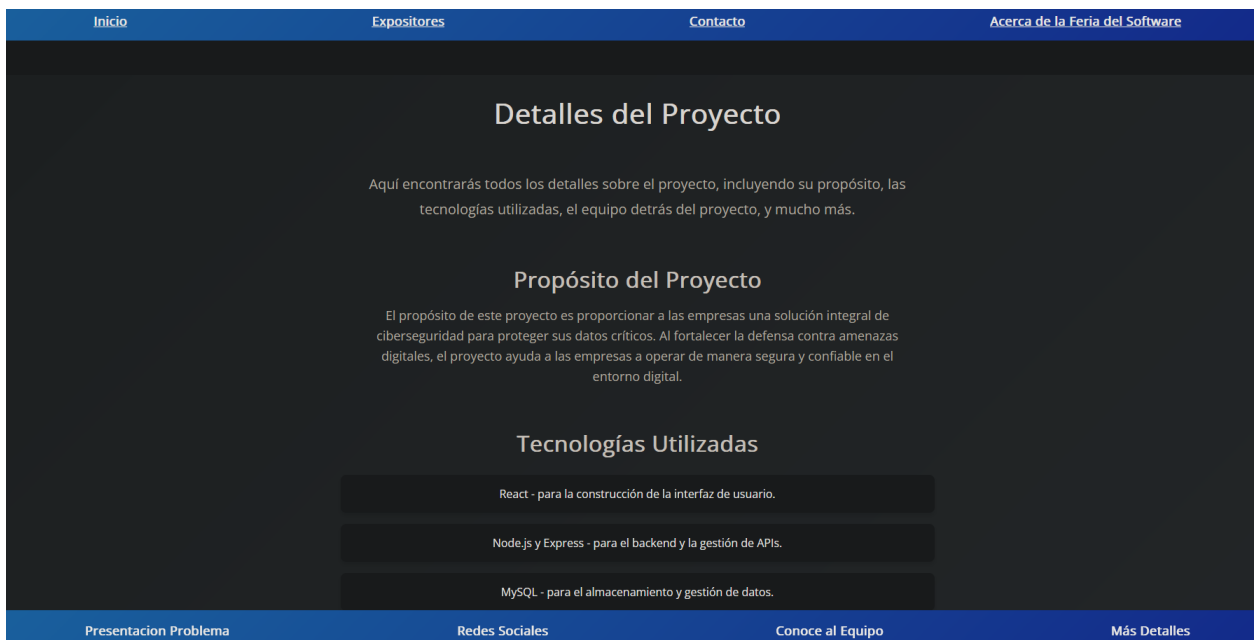 Inicio Expositores Contacto Acerca de la Feria del Software
Detalles del Proyecto
Aquí encontrarás todos los detalles sobre el proyecto, incluyendo su propósito, las
tecnologías utilizadas, el equipo detrás del proyecto, y mucho más.
Propósito del Proyecto
El propósito de este proyecto es proporcionar a las empresas una solución integral de
ciberseguridad para proteger sus datos críticos. Al fortalecer la defensa contra amenazas
digitales, el proyecto ayuda a las empresas a operar de manera segura y confiable en el
entorno digital.
Tecnologías Utilizadas
React - para la construcción de la interfaz de usuario.
Node.js y Express - para el backend y la gestión de APIs.
MySQL - para el almacenamiento y gestión de datos.
Presentacion Problema Redes Sociales Conoce al Equipo Más Detalles